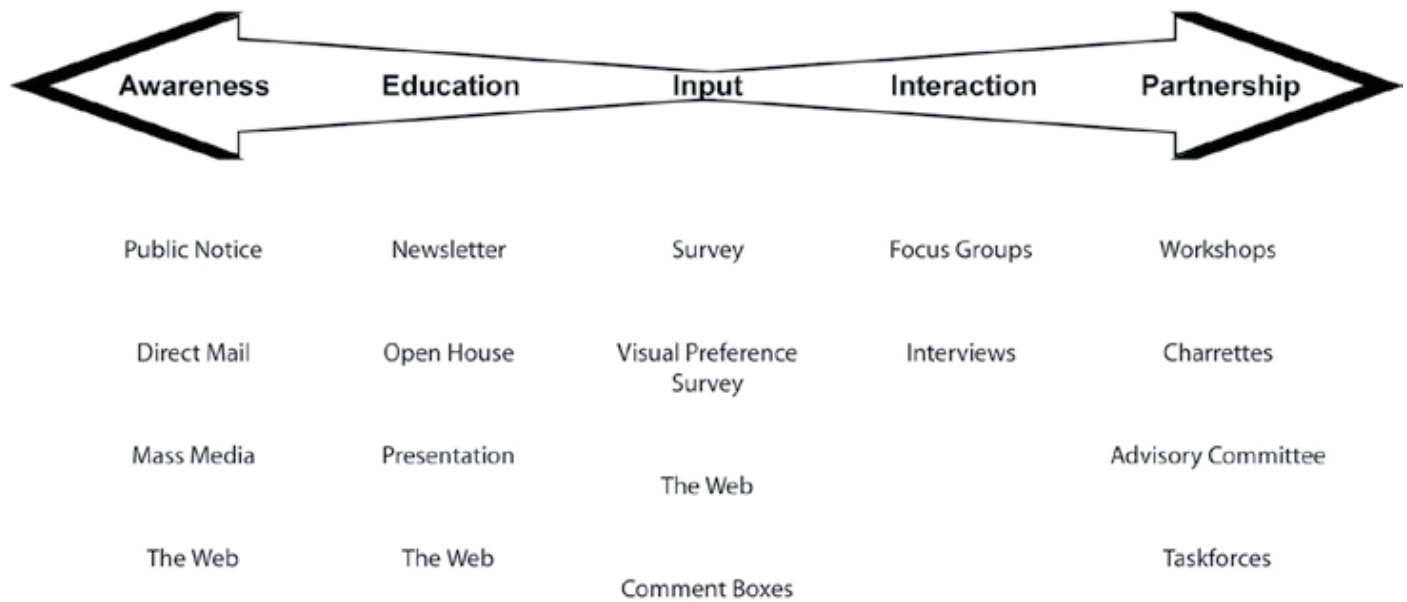 Awareness Education Input Interaction Partnership
Public Notice Newsletter Survey Focus Groups Workshops
Direct Mail Open House Visual Preference Interviews Charrettes
Survey
Mass Media Presentation Advisory Committee
The Web
The Web The Web Taskforces
Comment Boxes